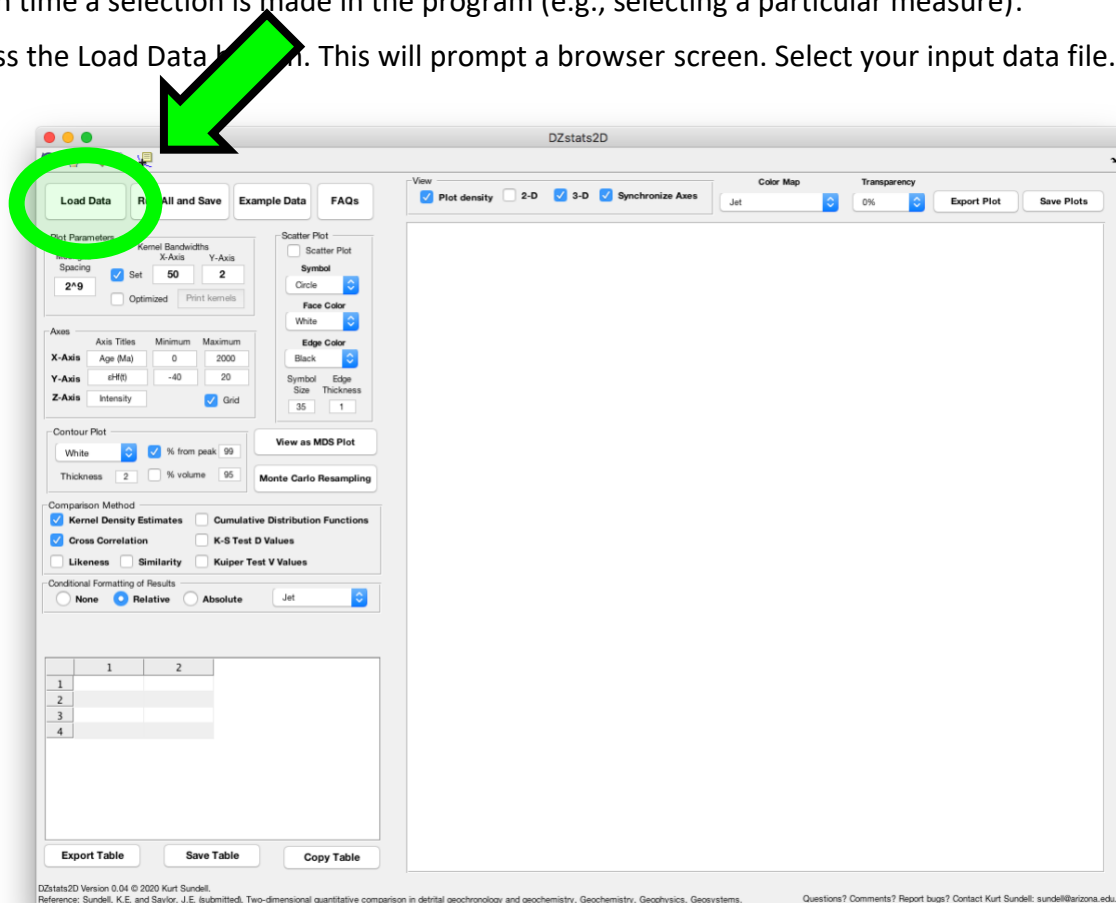 time a selection is made in the program (e.g., selecting a particular measure).
the Load Data. This will prompt a browser screen. Select your input data file.
DZstats2D
Load Data
All and Save
Example Data
FAQs
View
Plot density
2-D
3-D
Synchronize Axes
Color Map
Jet
Transparency
0%
Export Plot
Save Plots
Plot Parameters
Spacing
2^9
Kernel Bandwidths
X-Axis Y-Axis
Set 50 2
Optimized
Print kernels
Scatter Plot
Scatter Plot
Symbol
Circle
Face Color
White
Edge Color
Black
Symbol Size
Edge Thickness
35 1
Axes
Axis Titles Minimum Maximum
X-Axis Age (Ma) 0 2000
Y-Axis εHf(t) -40 20
Z-Axis Intensity
Grid
Contour Plot
White
% from peak 99
Thickness 2
% volume 95
View as MDS Plot
Monte Carlo Resampling
Comparison Method
Kernel Density Estimates
Cumulative Distribution Functions
Cross Correlation
K-S Test D Values
Likeness
Similarity
Kuiper Test V Values
Conditional Formatting of Results
None
Relative
Absolute
Jet
1 2
1
2
3
4
Export Table
Save Table
Copy Table
DZstats2D Version 0.04 © 2020 Kurt Sundell.
Reference: Sundell, K.E. and Saylor, J.E. (submitted). Two-dimensional quantitative comparison in detrital geochronology and geochemistry. Geochemistry, Geophysics, Geosystems.
Questions? Comments? Report bugs? Contact Kurt Sundell: sundell@arizona.edu